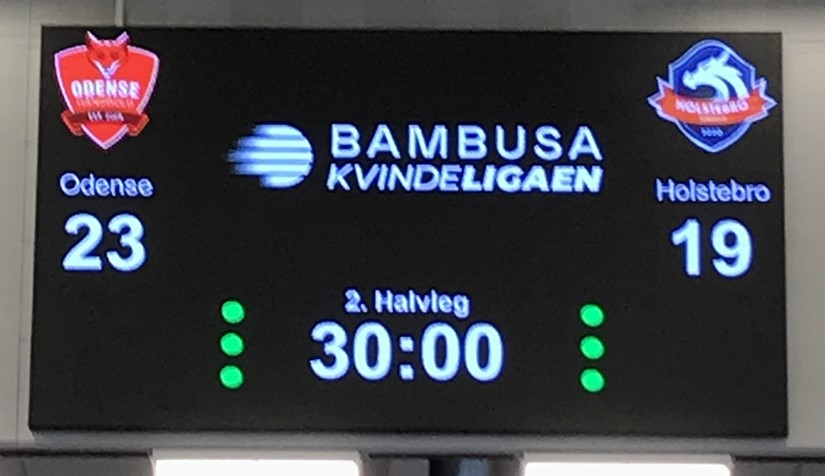 ODENSE
HOLSTEBRO
BAMBUSA
KVINDELIGAEN
Odense
Holstebro
23
19
2. Halvleg
30:00